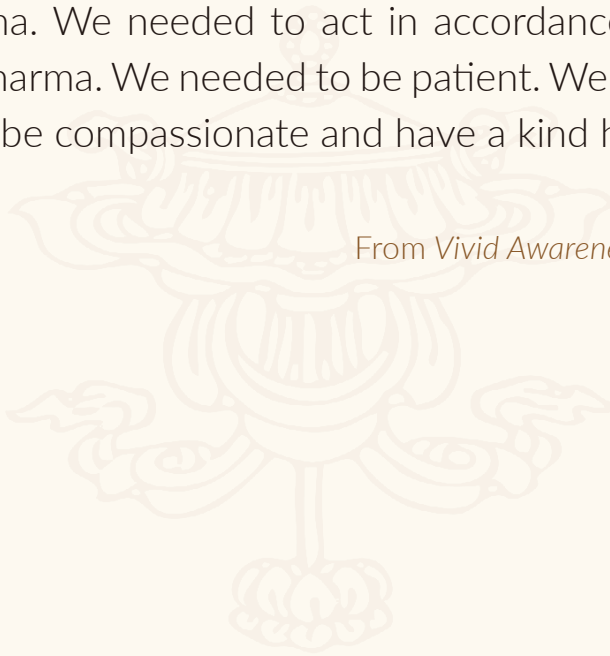 na. We needed to act in accordanc
harma. We needed to be patient. We
be compassionate and have a kind h
From Vivid Awaren